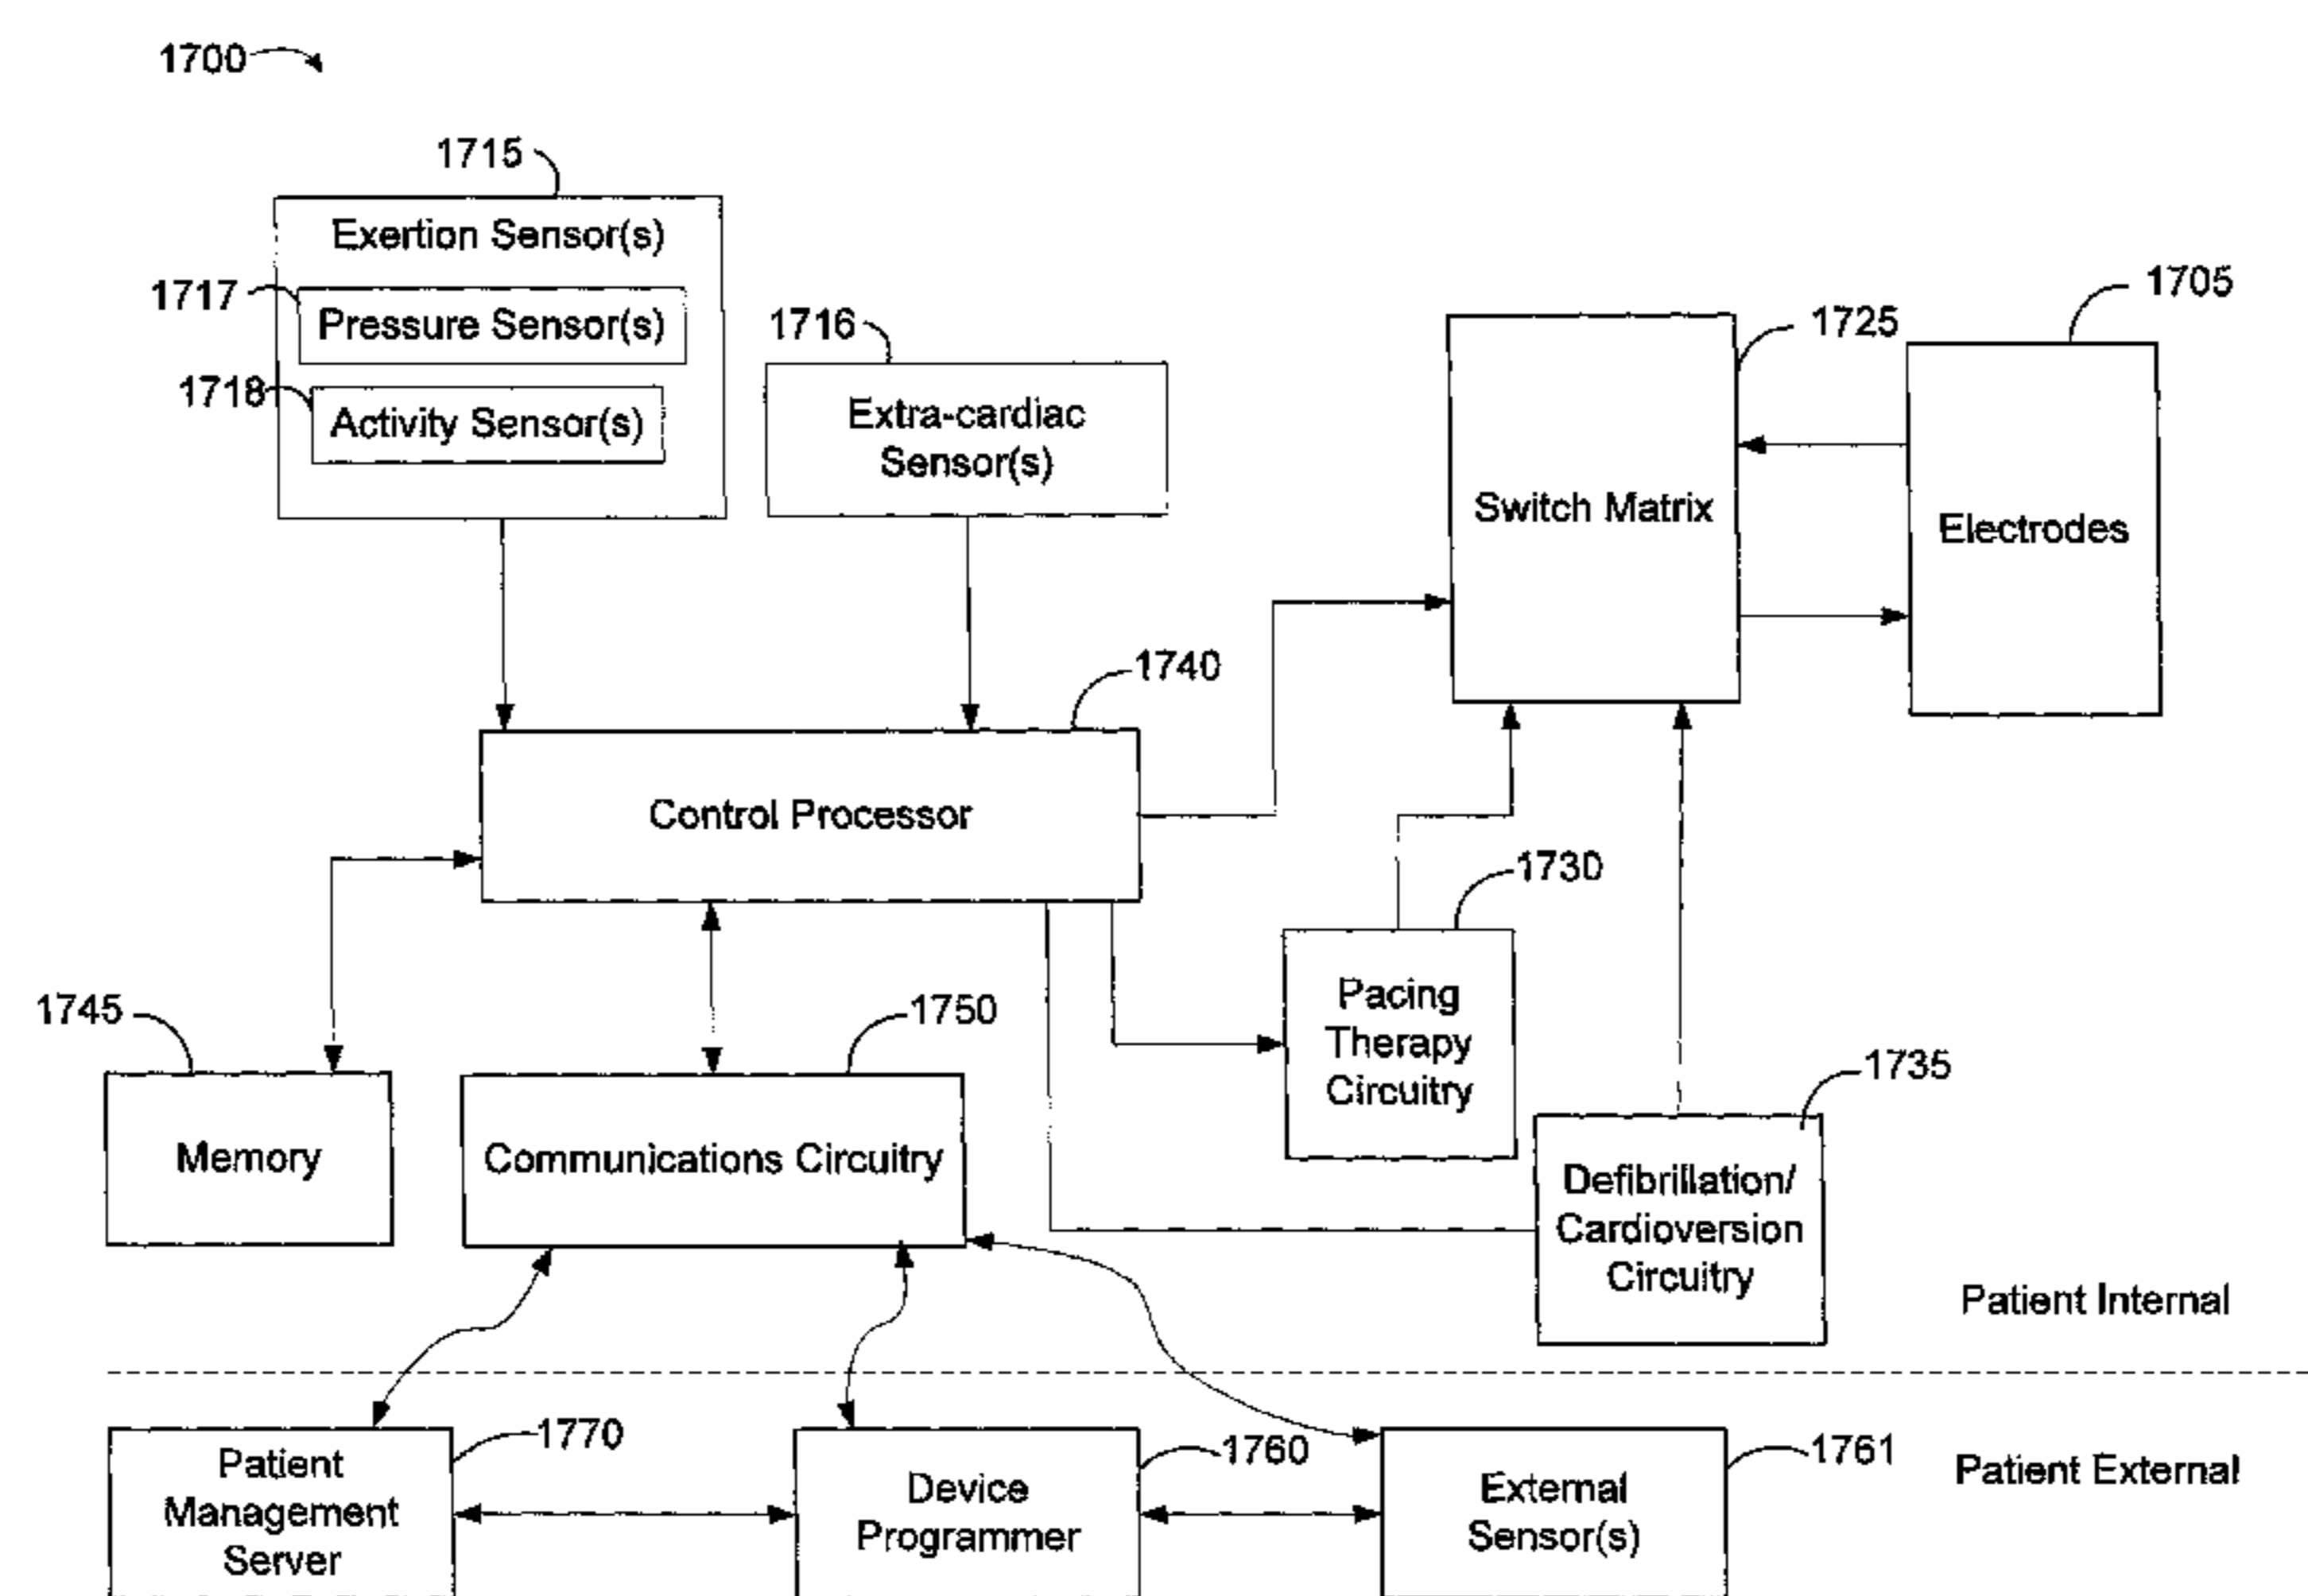 1700
1715
Exertion Sensor(s)
1717
Pressure Sensor(s)
1718
Activity Sensor(s)
1716
Extra-cardiac
Sensor(s)
1725
Switch Matrix
1705
Electrodes
1740
Control Processor
1730
Pacing
Therapy
Circuitry
1745
Memory
1750
Communications Circuitry
1735
Defibrillation/
Cardioversion
Circuitry
Patient Internal
1770
Patient
Management
Server
1760
Device
Programmer
1761
External
Sensor(s)
Patient External